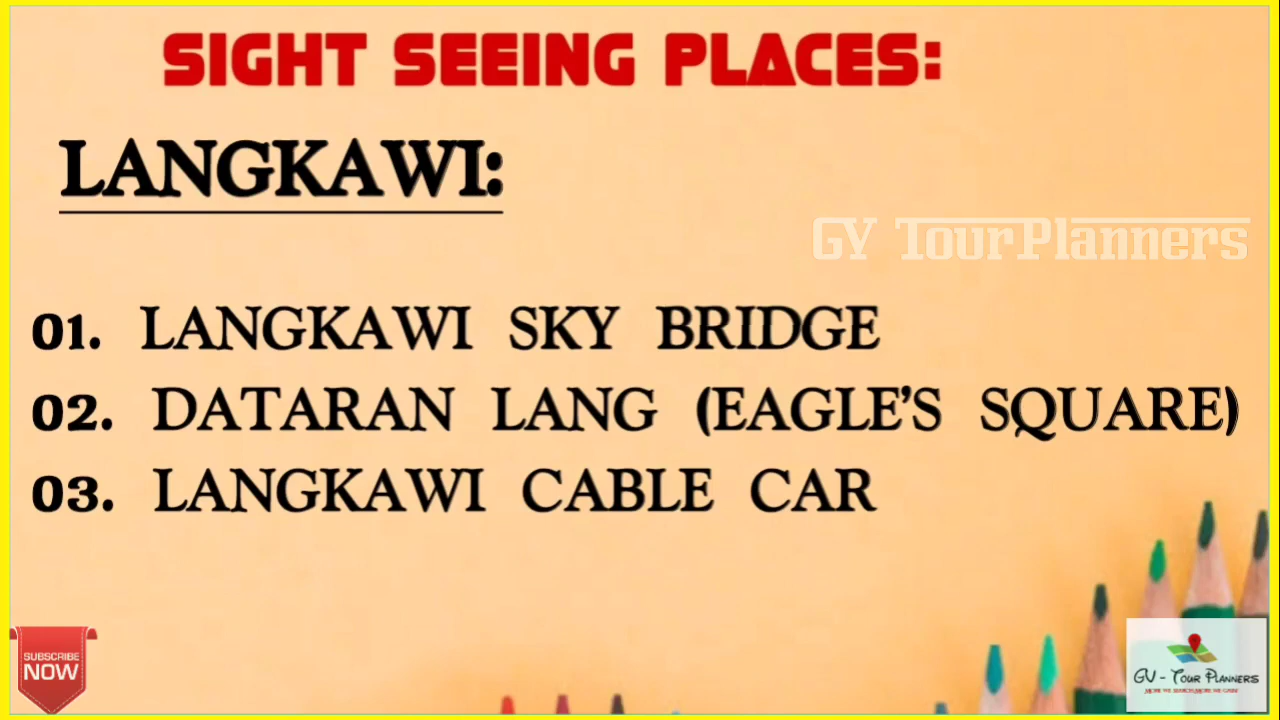 SIGHT SEEING PLACES:
LANGKAWI:
GV TourPlanners
01. LANGKAWI SKY BRIDGE
02. DATARAN LANG (EAGLE'S SQUARE)
03. LANGKAWI CABLE CAR
SUBSCRIBE
NOW
GV - TOUR PLANNERS